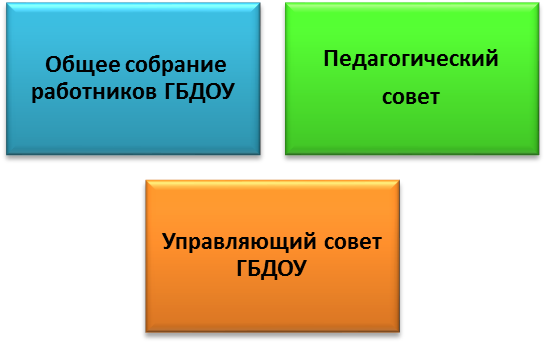 Общее собрание
работников ГБДОУ
Педагогический
совет
Управляющий совет
ГБДОУ